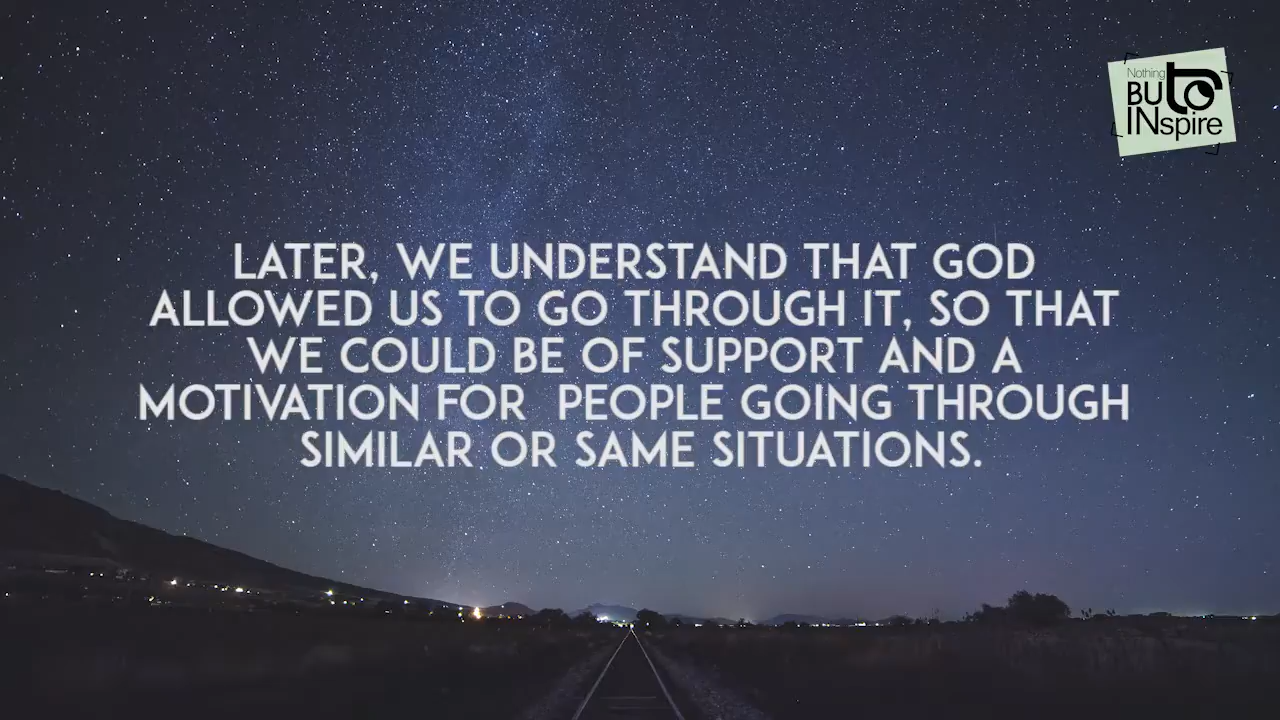 Nothing
BUto
INspire
LATER, WE UNDERSTAND THAT GOD
ALLOWED US TO GO THROUGH IT, SO THAT
WE COULD BE OF SUPPORT AND A
MOTIVATION FOR  PEOPLE GOING THROUGH
SIMILAR OR SAME SITUATIONS.